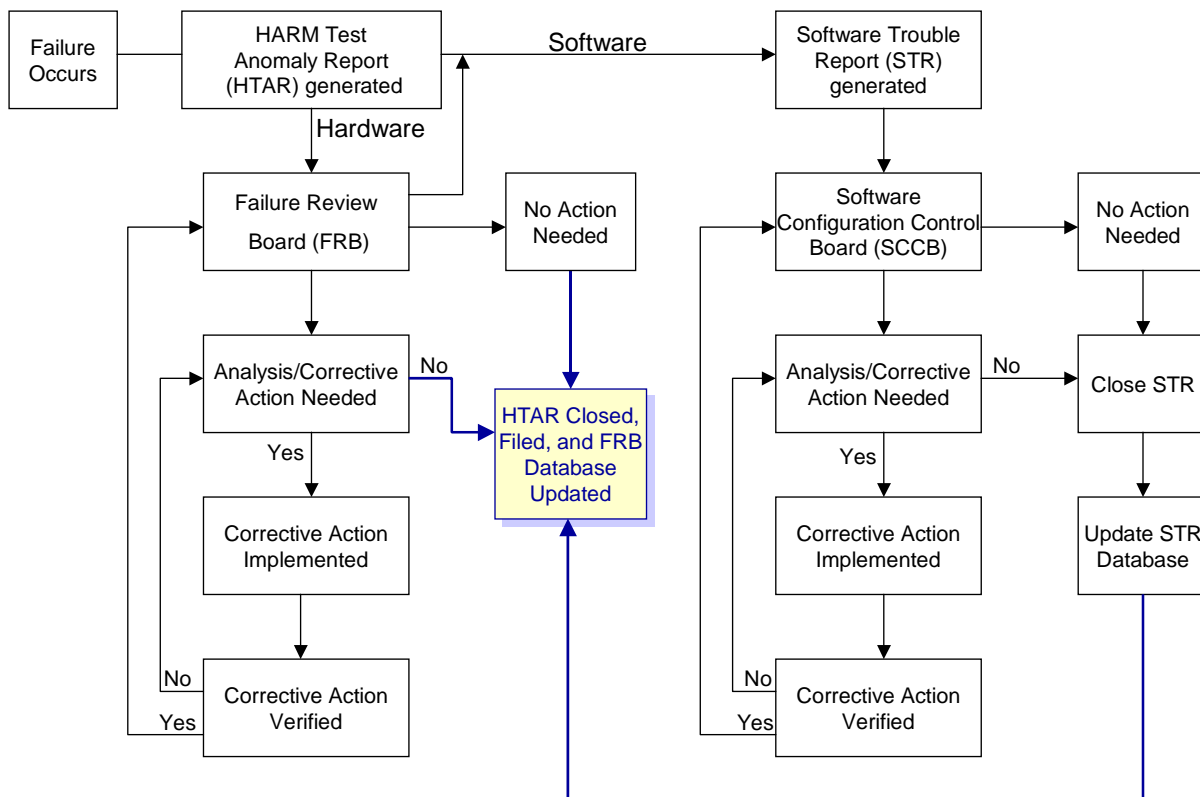 Failure
Occurs
HARM Test
Anomaly Report
(HTAR) generated
Software
Software Trouble
Report (STR)
generated
Hardware
Failure Review
Board (FRB)
No Action
Needed
Software
Configuration Control
Board (SCCB)
No Action
Needed
Analysis/Corrective
Action Needed
No
HTAR Closed,
Filed, and FRB
Database
Updated
Analysis/Corrective
Action Needed
No
Close STR
Yes
Yes
Corrective Action
Implemented
Corrective Action
Implemented
Update STR
Database
No
Yes
Corrective Action
Verified
No
Yes
Corrective Action
Verified